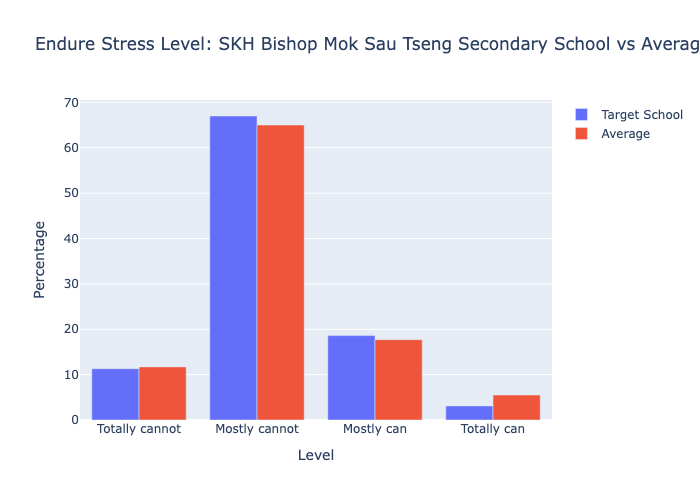 Endure Stress Level: SKH Bishop Mok Sau Tseng Secondary School vs Averag
70
60
50
40
30
20
10
0
Percentage
Totally cannot
Mostly cannot
Mostly can
Totally can
Level
Target School
Average